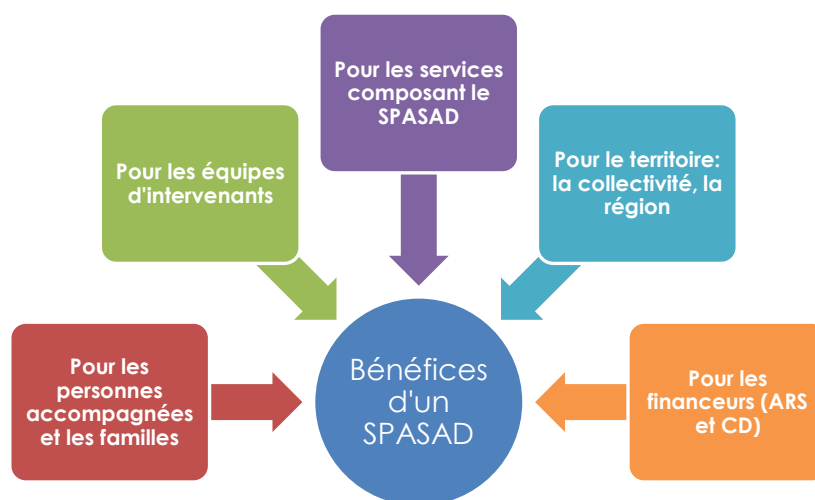 Pour les services
composant le
SPASAD
Pour les équipes
d'intervenants
Pour le territoire:
la collectivité, la
région
Pour les
personnes
accompagnées
et les familles
Bénéfices
d'un
SPASAD
Pour les
financeurs (ARS
et CD)